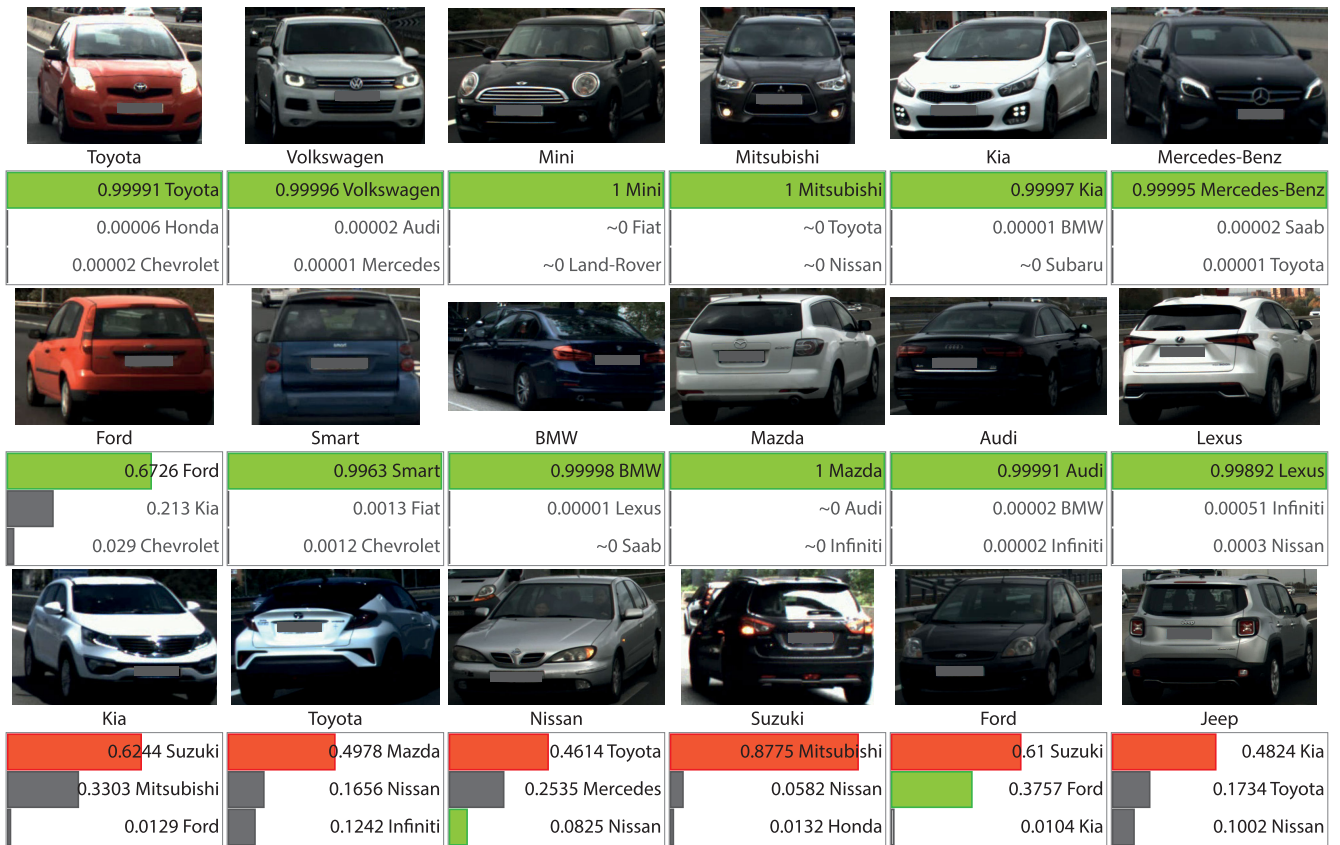 Toyota Volkswagen Mini Mitsubishi Kia Mercedes-Benz
0.99991 Toyota 0.99996 Volkswagen 1 Mini 1 Mitsubishi 0.99997 Kia 0.99995 Mercedes-Benz
0.00006 Honda 0.00002 Audi ~0 Fiat ~0 Toyota 0.00001 BMW 0.00002 Saab
0.00002 Chevrolet 0.00001 Mercedes ~0 Land-Rover ~0 Nissan ~0 Subaru 0.00001 Toyota
smart
Ford Smart BMW Mazda Audi Lexus
0.6726 Ford 0.9963 Smart 0.99998 BMW 1 Mazda 0.99991 Audi 0.99892 Lexus
0.213 Kia 0.0013 Fiat 0.00001 Lexus ~0 Audi 0.00002 BMW 0.00051 Infiniti
0.029 Chevrolet 0.0012 Chevrolet ~0 Saab ~0 Infiniti 0.00002 Infiniti 0.0003 Nissan
Kia Toyota Nissan Suzuki Ford Jeep
0.6244 Suzuki 0.4978 Mazda 0.4614 Toyota 0.8775 Mitsubishi 0.61 Suzuki 0.4824 Kia
0.3303 Mitsubishi 0.1656 Nissan 0.2535 Mercedes 0.0582 Nissan 0.3757 Ford 0.1734 Toyota
0.0129 Ford 0.1242 Infiniti 0.0825 Nissan 0.0132 Honda 0.0104 Kia 0.1002 Nissan